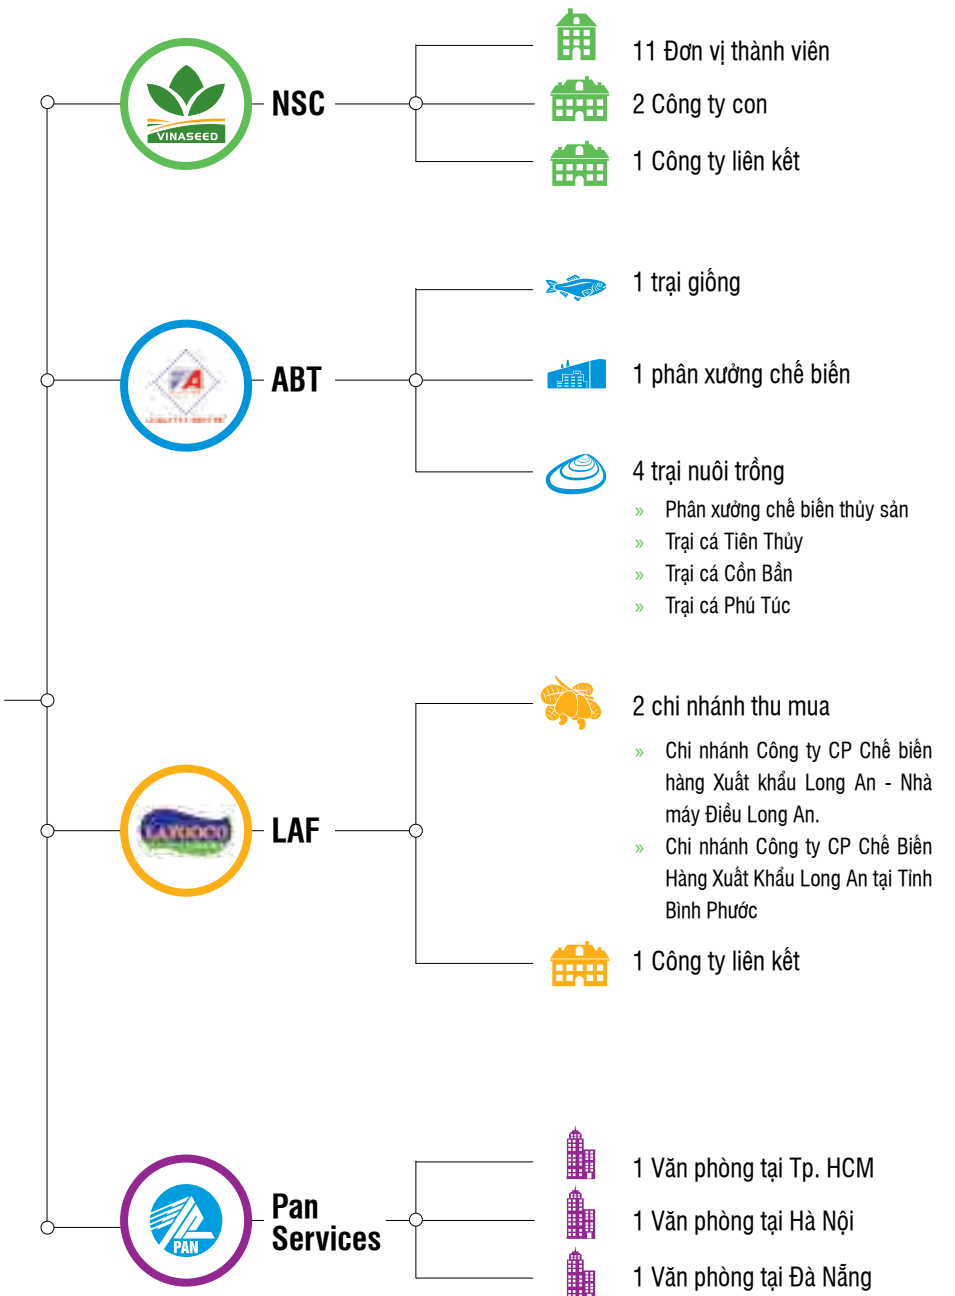 VINASEED
NSC
11 Đơn vị thành viên
2 Công ty con
1 Công ty liên kết
ABT
1 trại giống
1 phân xưởng chế biến
4 trại nuôi trồng
» Phân xưởng chế biến thủy sản
» Trại cá Tiên Thủy
» Trại cá Cồn Bần
» Trại cá Phú Túc
LAF
2 chi nhánh thu mua
» Chi nhánh Công ty CP Chế biến
hàng Xuất khẩu Long An - Nhà
máy Điều Long An.
» Chi nhánh Công ty CP Chế Biến
Hàng Xuất Khẩu Long An tại Tỉnh
Bình Phước
1 Công ty liên kết
PAN
Pan
Services
1 Văn phòng tại Tp. HCM
1 Văn phòng tại Hà Nội
1 Văn phòng tại Đà Nẵng